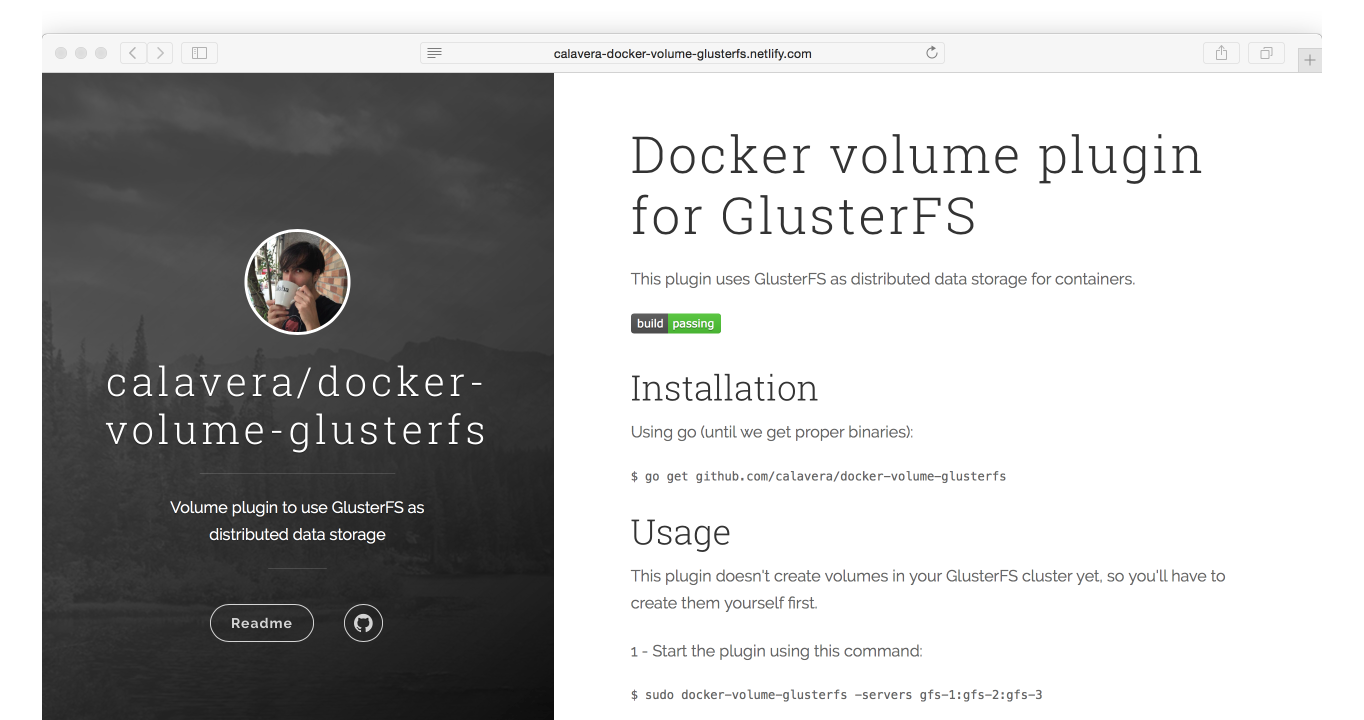 calavera-docker-volume-glusterfs.netlify.com
calavera/docker-
volume-glusterfs
Volume plugin to use GlusterFS as
distributed data storage
Readme
Docker volume plugin
for GlusterFS
This plugin uses GlusterFS as distributed data storage for containers.
build passing
Installation
Using go (until we get proper binaries):
$ go get github.com/calavera/docker-volume-glusterfs
Usage
This plugin doesn't create volumes in your GlusterFS cluster yet, so you'll have to
create them yourself first.
1 - Start the plugin using this command:
$ sudo docker-volume-glusterfs -servers gfs-1:gfs-2:gfs-3